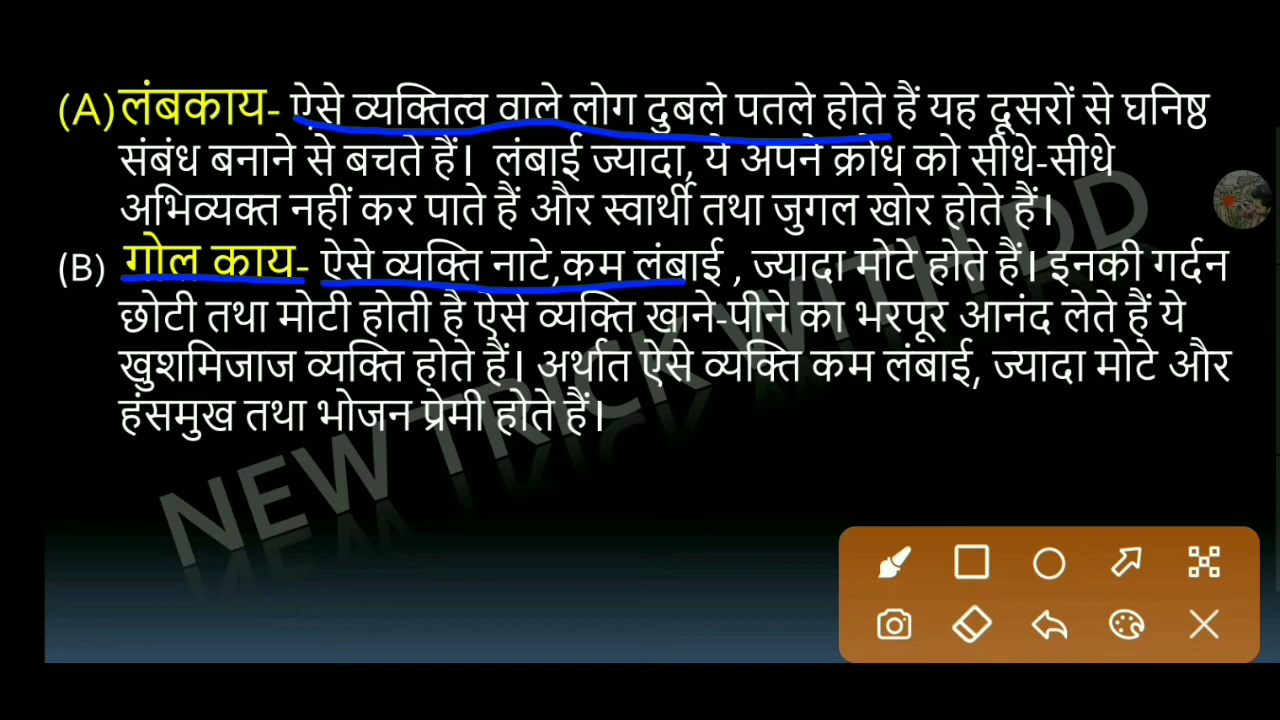 (A) लंबकाय- ऐसे व्यक्तित्व वाले लोग दुबले पतले होते हैं यह दूसरों से घनिष्ठ
संबंध बनाने से बचते हैं। लंबाई ज्यादा, ये अपने क्रोध को सीधे-सीधे
अभिव्यक्त नहीं कर पाते हैं और स्वार्थी तथा जुगल खोर होते हैं।
(B) गोल काय- ऐसे व्यक्ति नाटे,कम लंबाई , ज्यादा मोटे होते हैं। इनकी गर्दन
छोटी तथा मोटी होती है ऐसे व्यक्ति खाने-पीने का भरपूर आनंद लेते हैं ये
खुशमिजाज व्यक्ति होते हैं। अर्थात ऐसे व्यक्ति कम लंबाई, ज्यादा मोटे और
हंसमुख तथा भोजन प्रेमी होते हैं।
NEW TRICK WITH PD